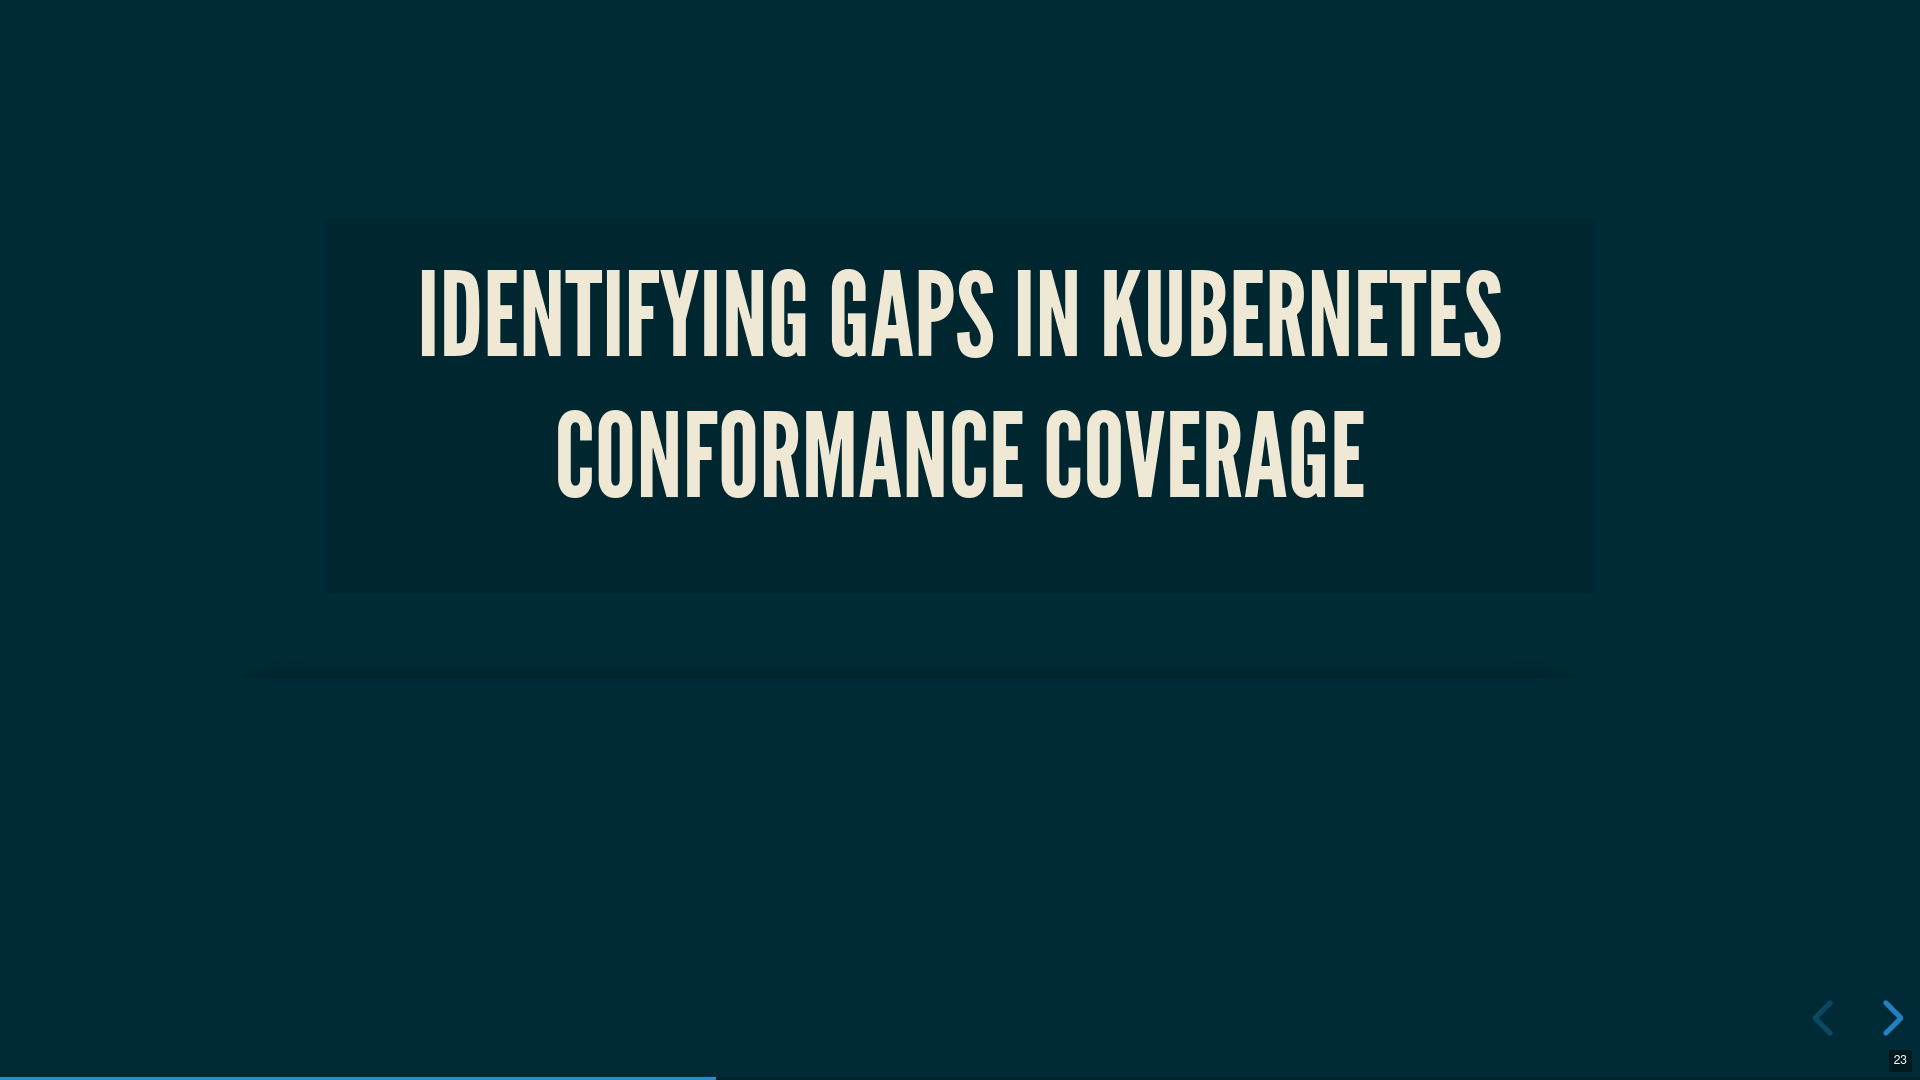 IDENTIFYING GAPS IN KUBERNETES
CONFORMANCE COVERAGE
23